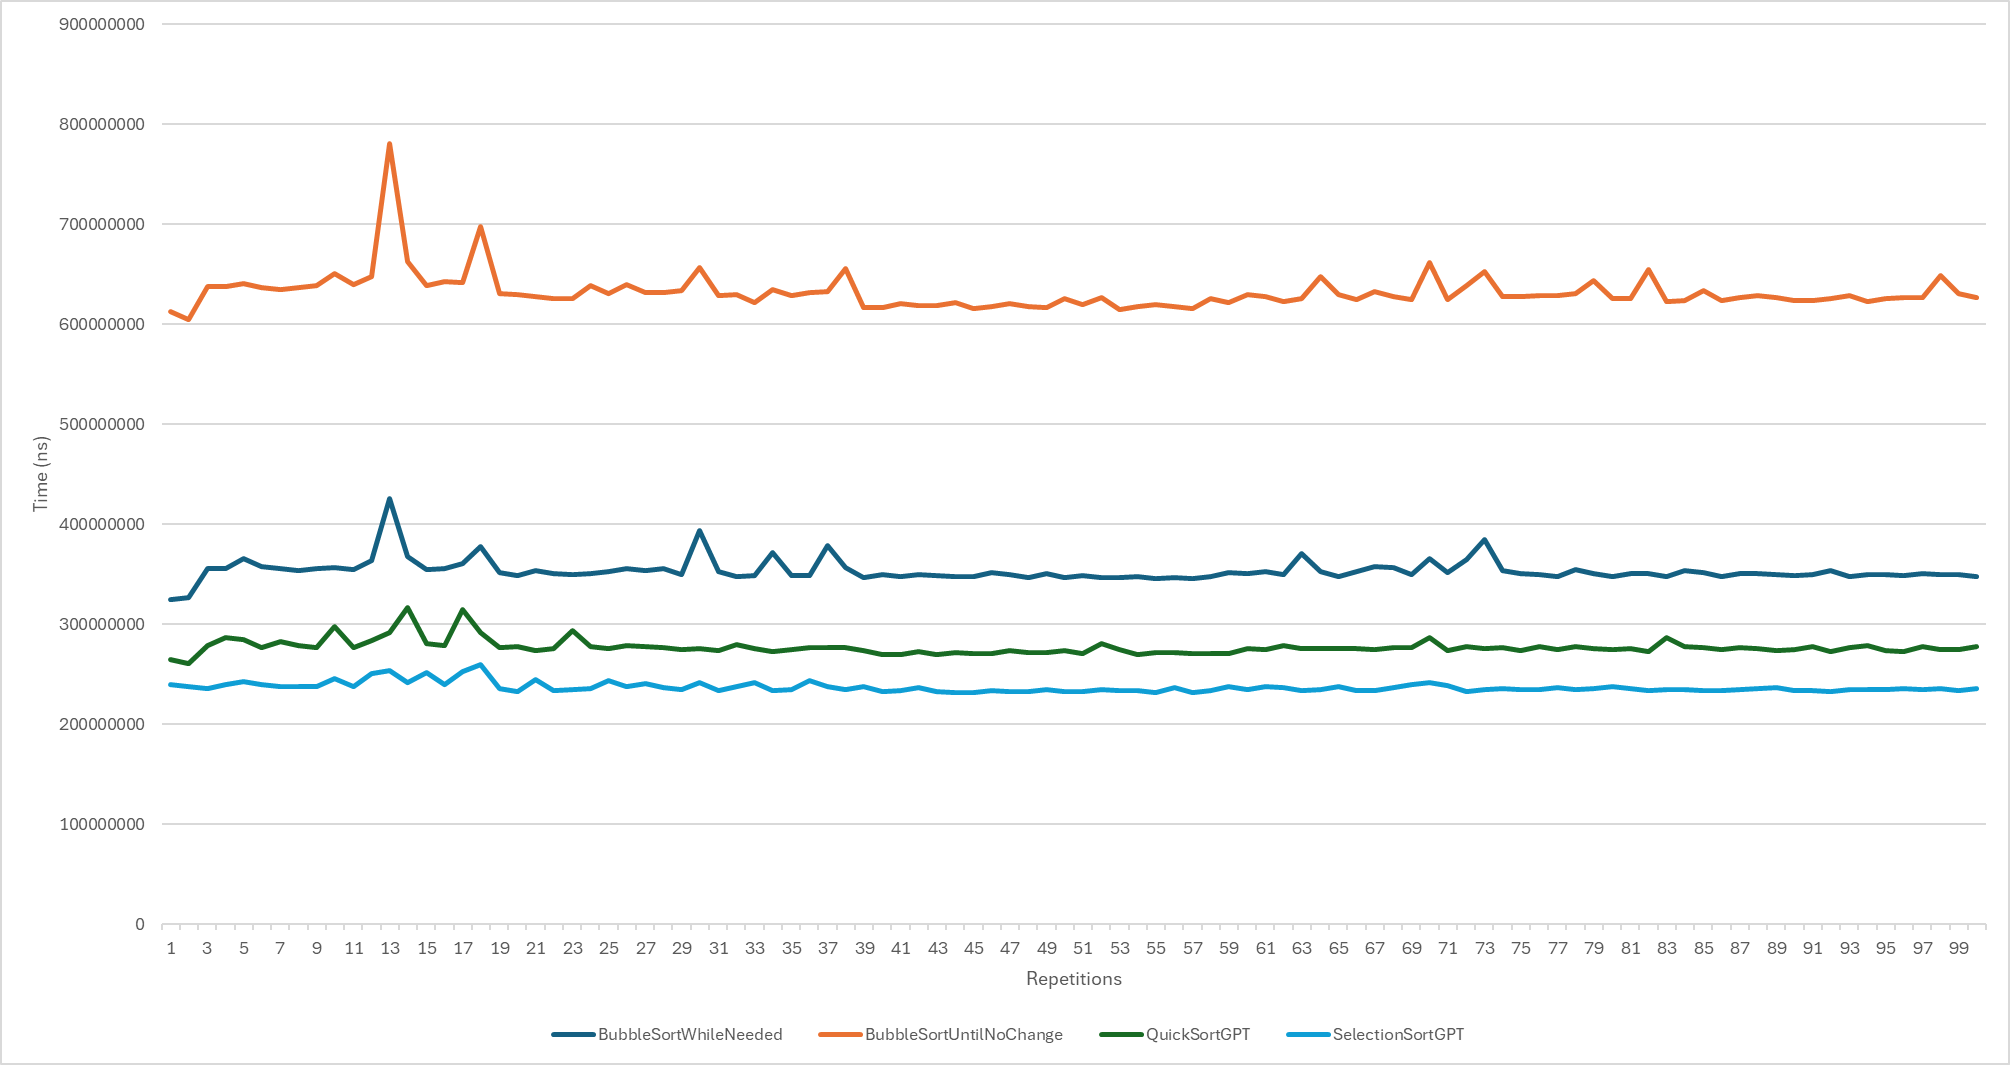 900000000
800000000
700000000
600000000
500000000
400000000
300000000
200000000
100000000
0
Time (ns)
1 3 5 7 9 11 13 15 17 19 21 23 25 27 29 31 33 35 37 39 41 43 45 47 49 51 53 55 57 59 61 63 65 67 69 71 73 75 77 79 81 83 85 87 89 91 93 95 97 99
Repetitions
BubbleSortWhileNeeded BubbleSortUntilNoChange QuickSortGPT SelectionSortGPT